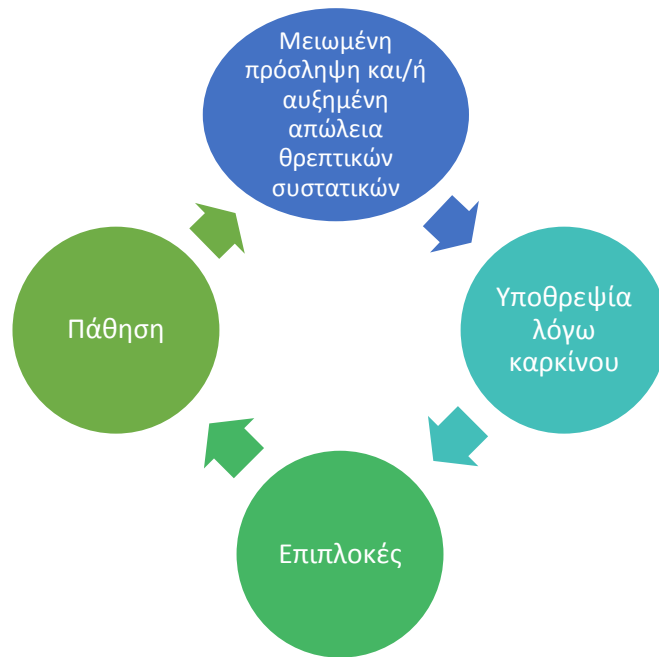 Μειωμένη
πρόσληψη και/ή
αυξημένη
απώλεια
θρεπτικών
συστατικών
Υποθρεψία
λόγω
καρκίνου
Επιπλοκές
Πάθηση